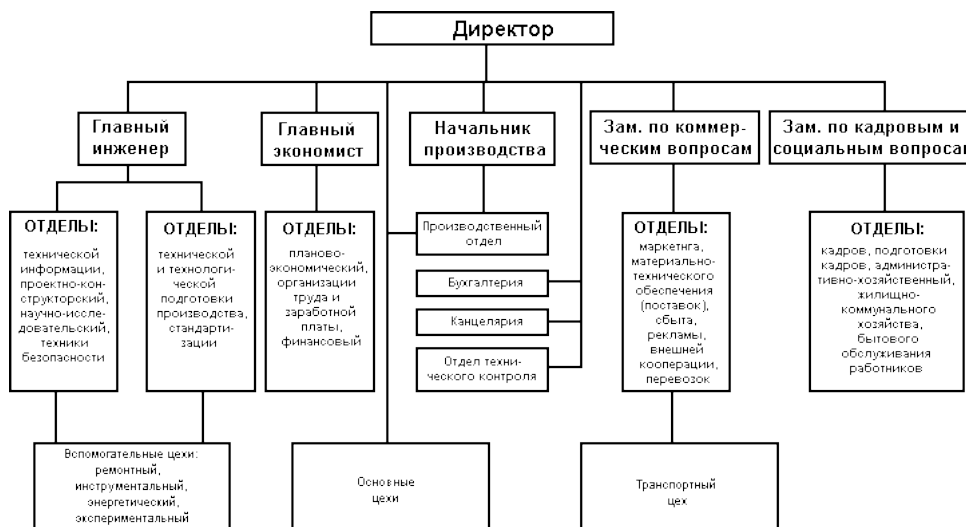 Директор
Главный
инженер
Главный
экономист
Начальник
производства
Зам. по коммер-
ческим вопросам
Зам. по кадровым и
социальным вопросам
ОТДЕЛЫ:
технической
информации,
проектно-кон-
структорский,
научно-иссле-
довательский,
техники
безопасности
ОТДЕЛЫ:
технической
и технологи-
ческой
подготовки
производства,
стандарти-
зации
ОТДЕЛЫ:
планово-
экономический,
организации
труда и
заработной
платы,
финансовый
Производственный
отдел
Бухгалтерия
Канцелярия
Отдел техни-
ческого контроля
ОТДЕЛЫ:
маркетнга,
материально-
технического
обеспечения
(поставок),
сбыта,
рекламы,
внешней
кооперации,
перевозок
ОТДЕЛЫ:
кадров, подготовки
кадров, администра-
тивно-хозяйственный,
жилищно-
коммунального
хозяйства,
бытового
обслуживания
работников
Вспомогательные цехи:
ремонтный,
инструментальный,
энергетический,
экспериментальный
Основные
цехи
Транспортный
цех